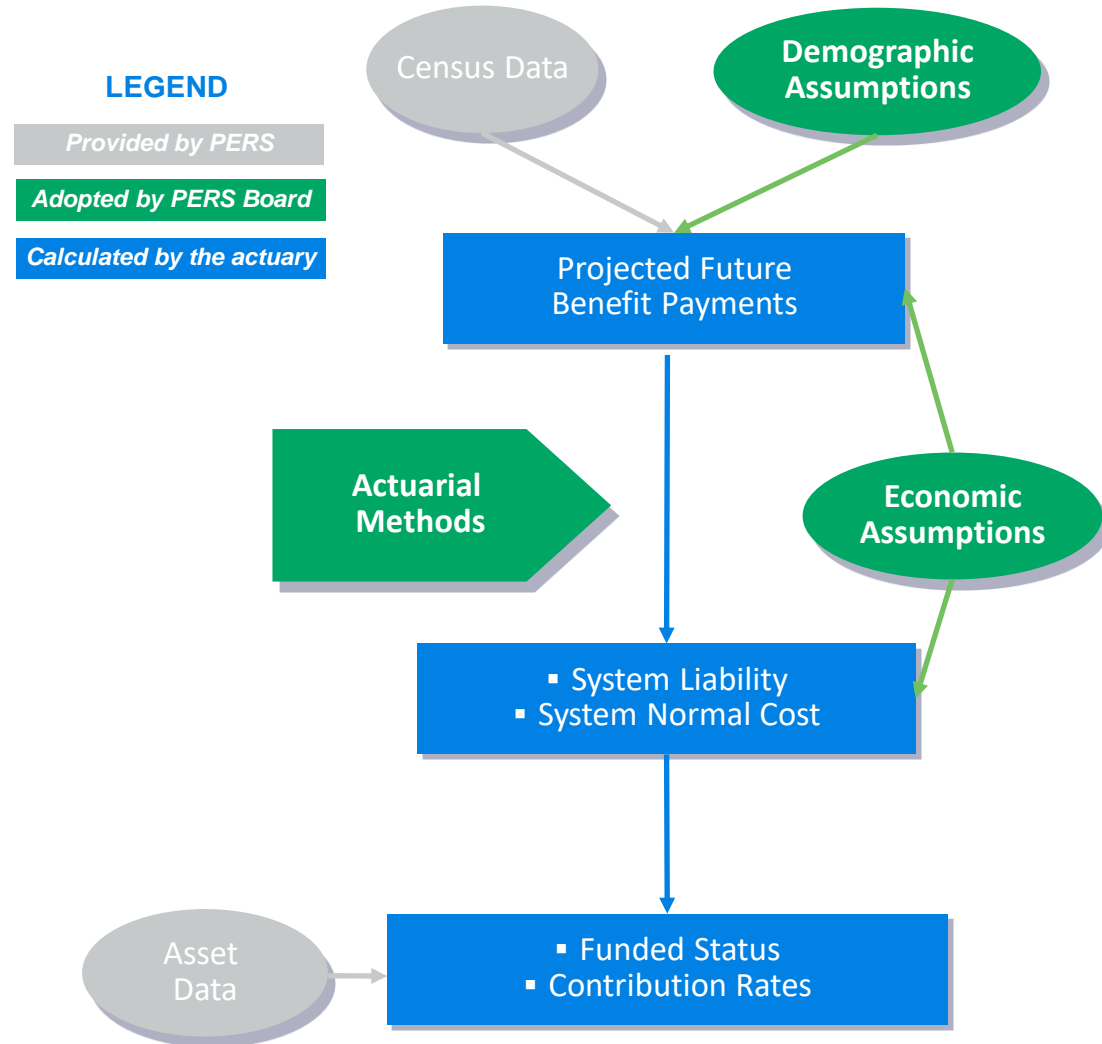 LEGEND
Provided by PERS
Adopted by PERS Board
Calculated by the actuary
Census Data
Demographic
Assumptions
Projected Future
Benefit Payments
Actuarial
Methods
Economic
Assumptions
▪ System Liability
▪ System Normal Cost
Asset
Data
▪ Funded Status
▪ Contribution Rates